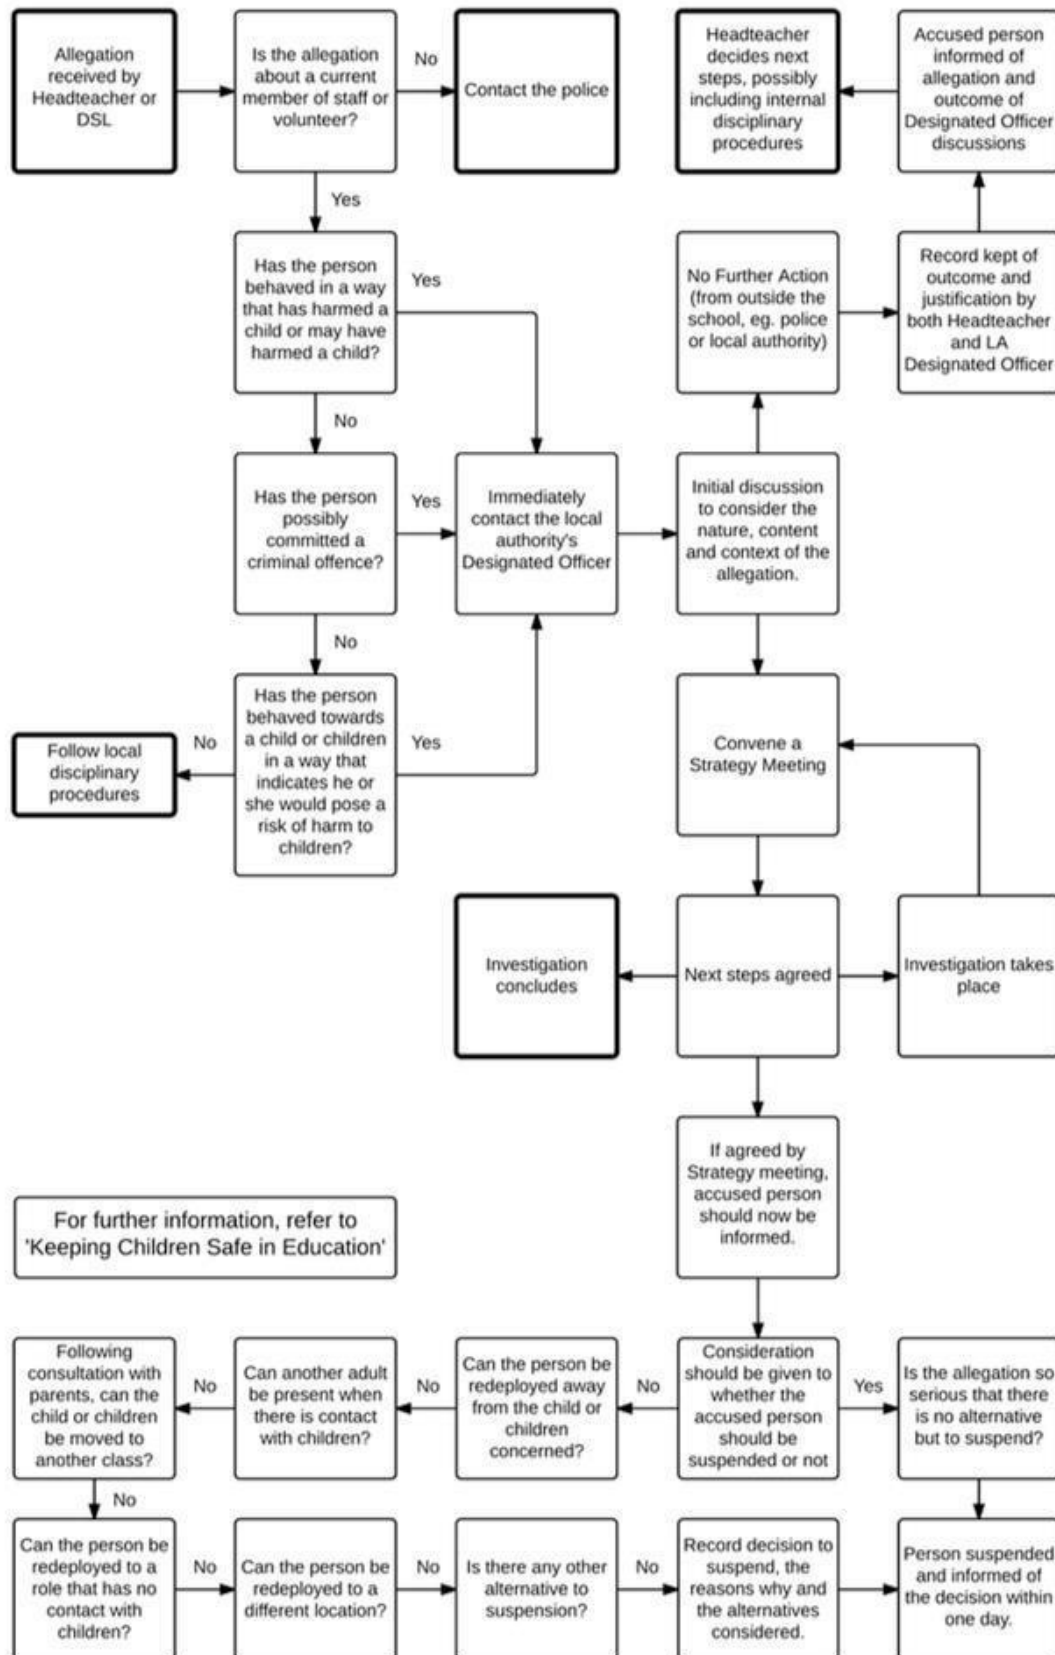 Allegation
received by
Headteacher or
DSL
Is the allegation
about a current
member of staff or
volunteer?
No
Contact the police
Headteacher
decides next
steps, possibly
including internal
disciplinary
procedures
Accused person
informed of
allegation and
outcome of
Designated Officer
discussions
Yes
Has the person
behaved in a way
that has harmed a
child or may have
harmed a child?
Yes
No Further Action
(from outside the
school, eg. police
or local authority)
Record kept of
outcome and
justification by
both Headteacher
and LA
Designated Officer
No
Has the person
possibly
committed a
criminal offence?
Yes
Immediately
contact the local
authority's
Designated Officer
Initial discussion
to consider the
nature, content
and context of the
allegation.
No
Follow local
disciplinary
procedures
No
Has the person
behaved towards
a child or children
in a way that
indicates he or
she would pose a
risk of harm to
children?
Yes
Convene a
Strategy Meeting
Investigation
concludes
Next steps agreed
Investigation takes
place
If agreed by
Strategy meeting,
accused person
should now be
informed.
For further information, refer to
'Keeping Children Safe in Education'
Following
consultation with
parents, can the
child or children
be moved to
another class?
No
Can another adult
be present when
there is contact
with children?
No
Can the person be
redeployed away
from the child or
children
concerned?
No
Consideration
should be given to
whether the
accused person
should be
suspended or not
Yes
Is the allegation so
serious that there
is no alternative
but to suspend?
No
Can the person be
redeployed to a
role that has no
contact with
children?
No
Can the person be
redeployed to a
different location?
No
Is there any other
alternative to
suspension?
No
Record decision to
suspend, the
reasons why and
the alternatives
considered.
Person suspended
and informed of
the decision within
one day.